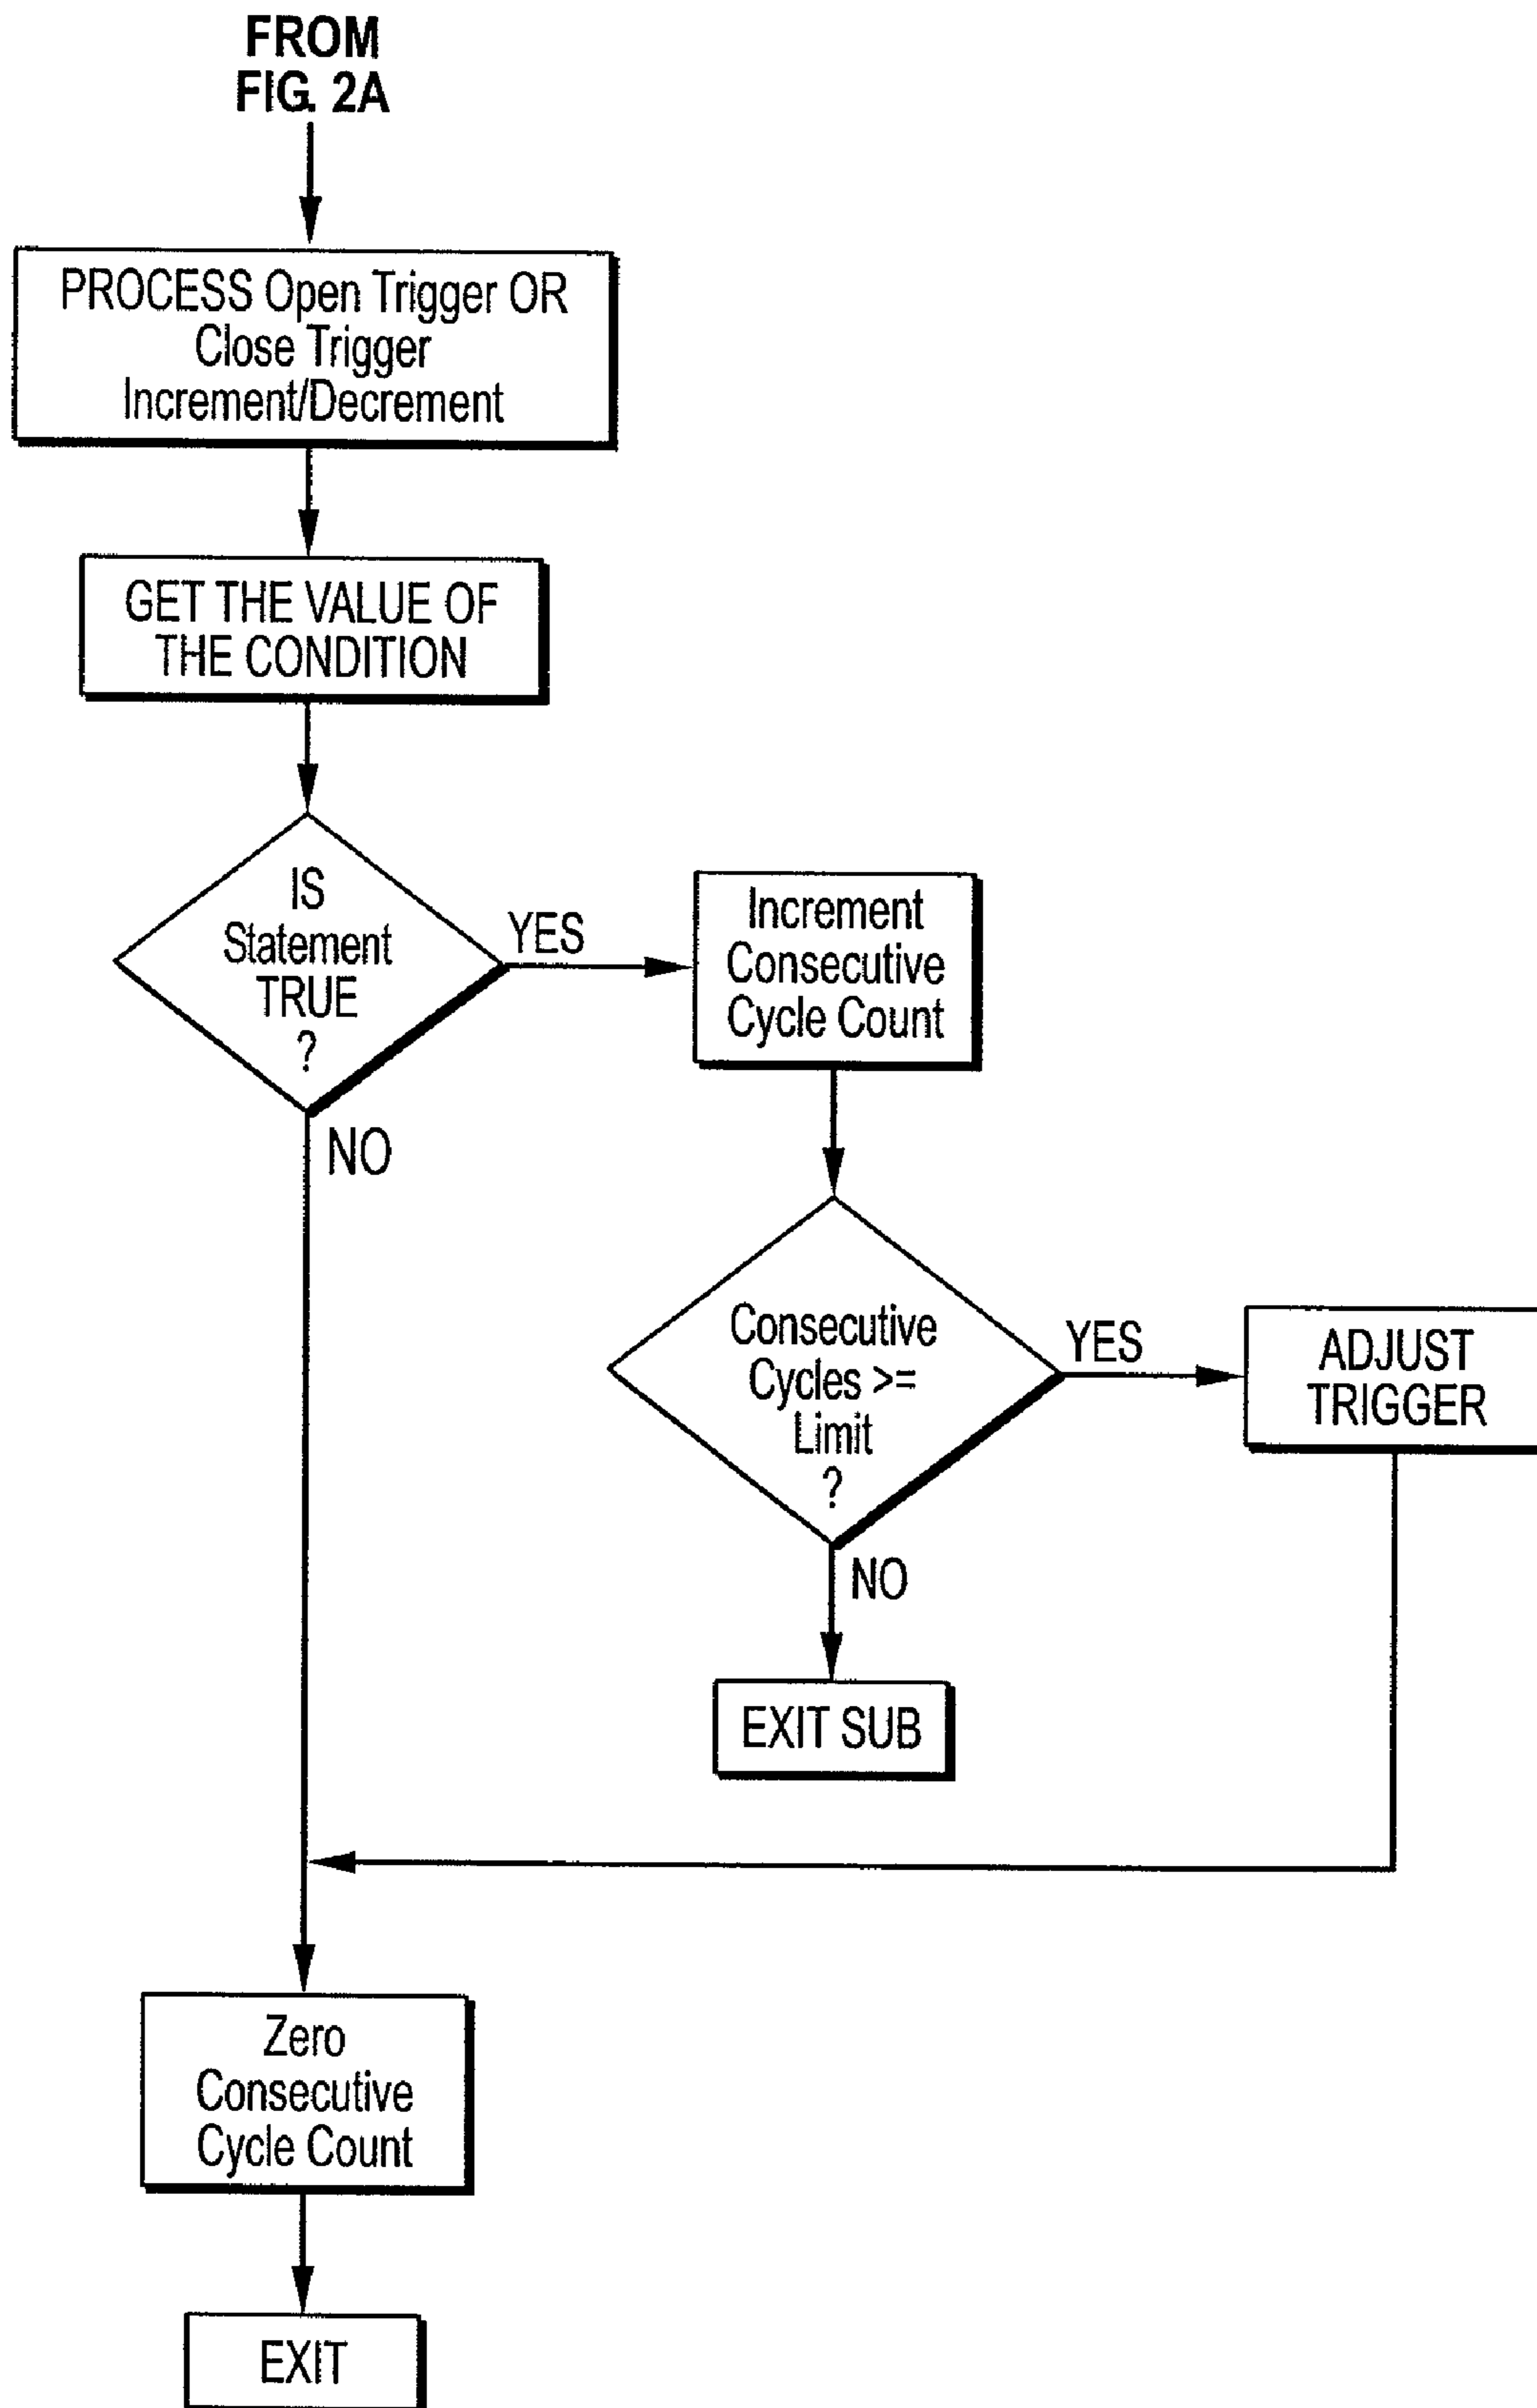 FROM
FIG. 2A
PROCESS Open Trigger OR
Close Trigger
Increment/Decrement
GET THE VALUE OF
THE CONDITION
IS
Statement
TRUE
?
YES
Increment
Consecutive
Cycle Count
NO
Consecutive
Cycles >=
Limit
?
YES
ADJUST
TRIGGER
NO
EXIT SUB
Zero
Consecutive
Cycle Count
EXIT